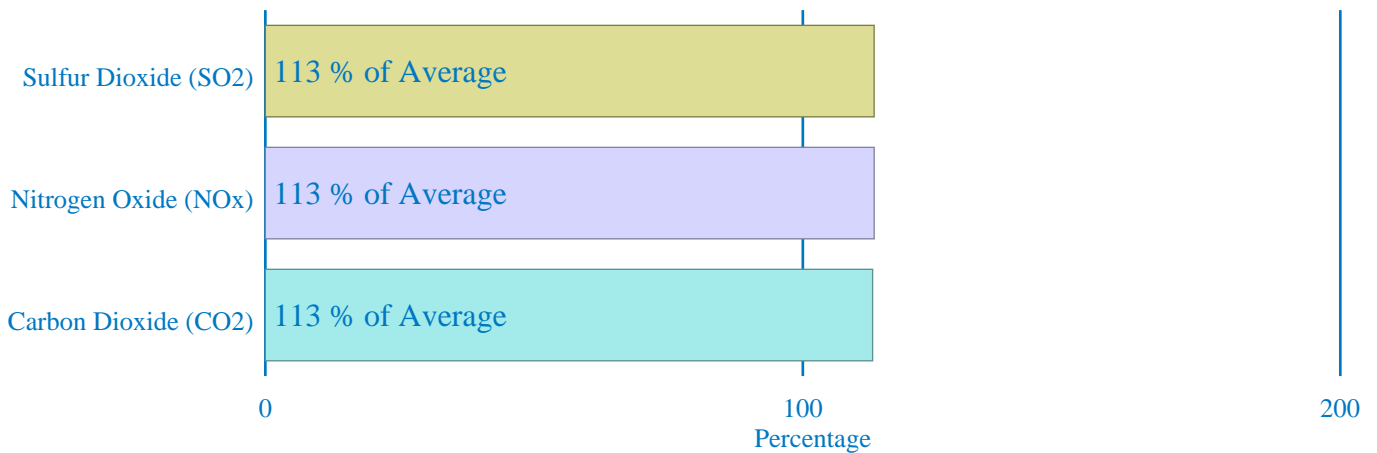 Sulfur Dioxide (SO2)
113 % of Average
Nitrogen Oxide (NOx)
113 % of Average
Carbon Dioxide (CO2)
113 % of Average
0
100
200
Percentage